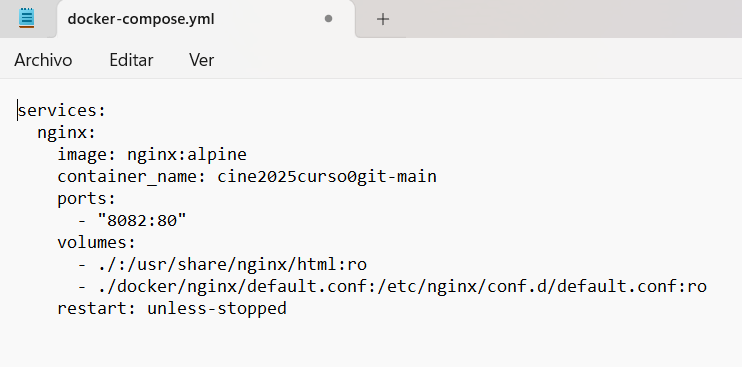 docker-compose.yml
Archivo Editar Ver
services:
  nginx:
    image: nginx:alpine
    container_name: cine2025curso0git-main
    ports:
      - "8082:80"
    volumes:
      - ./:/usr/share/nginx/html:ro
      - ./docker/nginx/default.conf:/etc/nginx/conf.d/default.conf:ro
    restart: unless-stopped